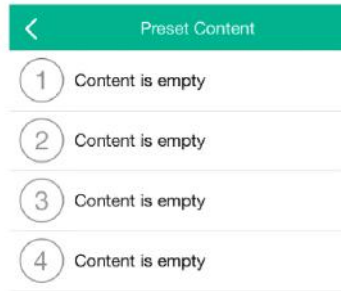 Preset Content
1 Content is empty
2 Content is empty
3 Content is empty
4 Content is empty